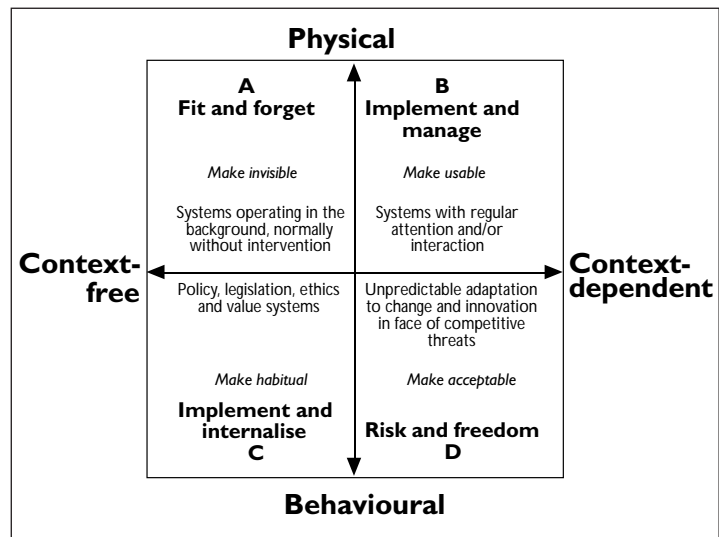 Physical
A
Fit and forget
B
Implement and
manage
Make invisible
Make usable
Systems operating in the
background, normally
without intervention
Systems with regular
attention and/or
interaction
Context-
free
Context-
dependent
Policy, legislation, ethics
and value systems
Unpredictable adaptation
to change and innovation
in face of competitive
threats
Make habitual
Make acceptable
Implement and
internalise
C
Risk and freedom
D
Behavioural